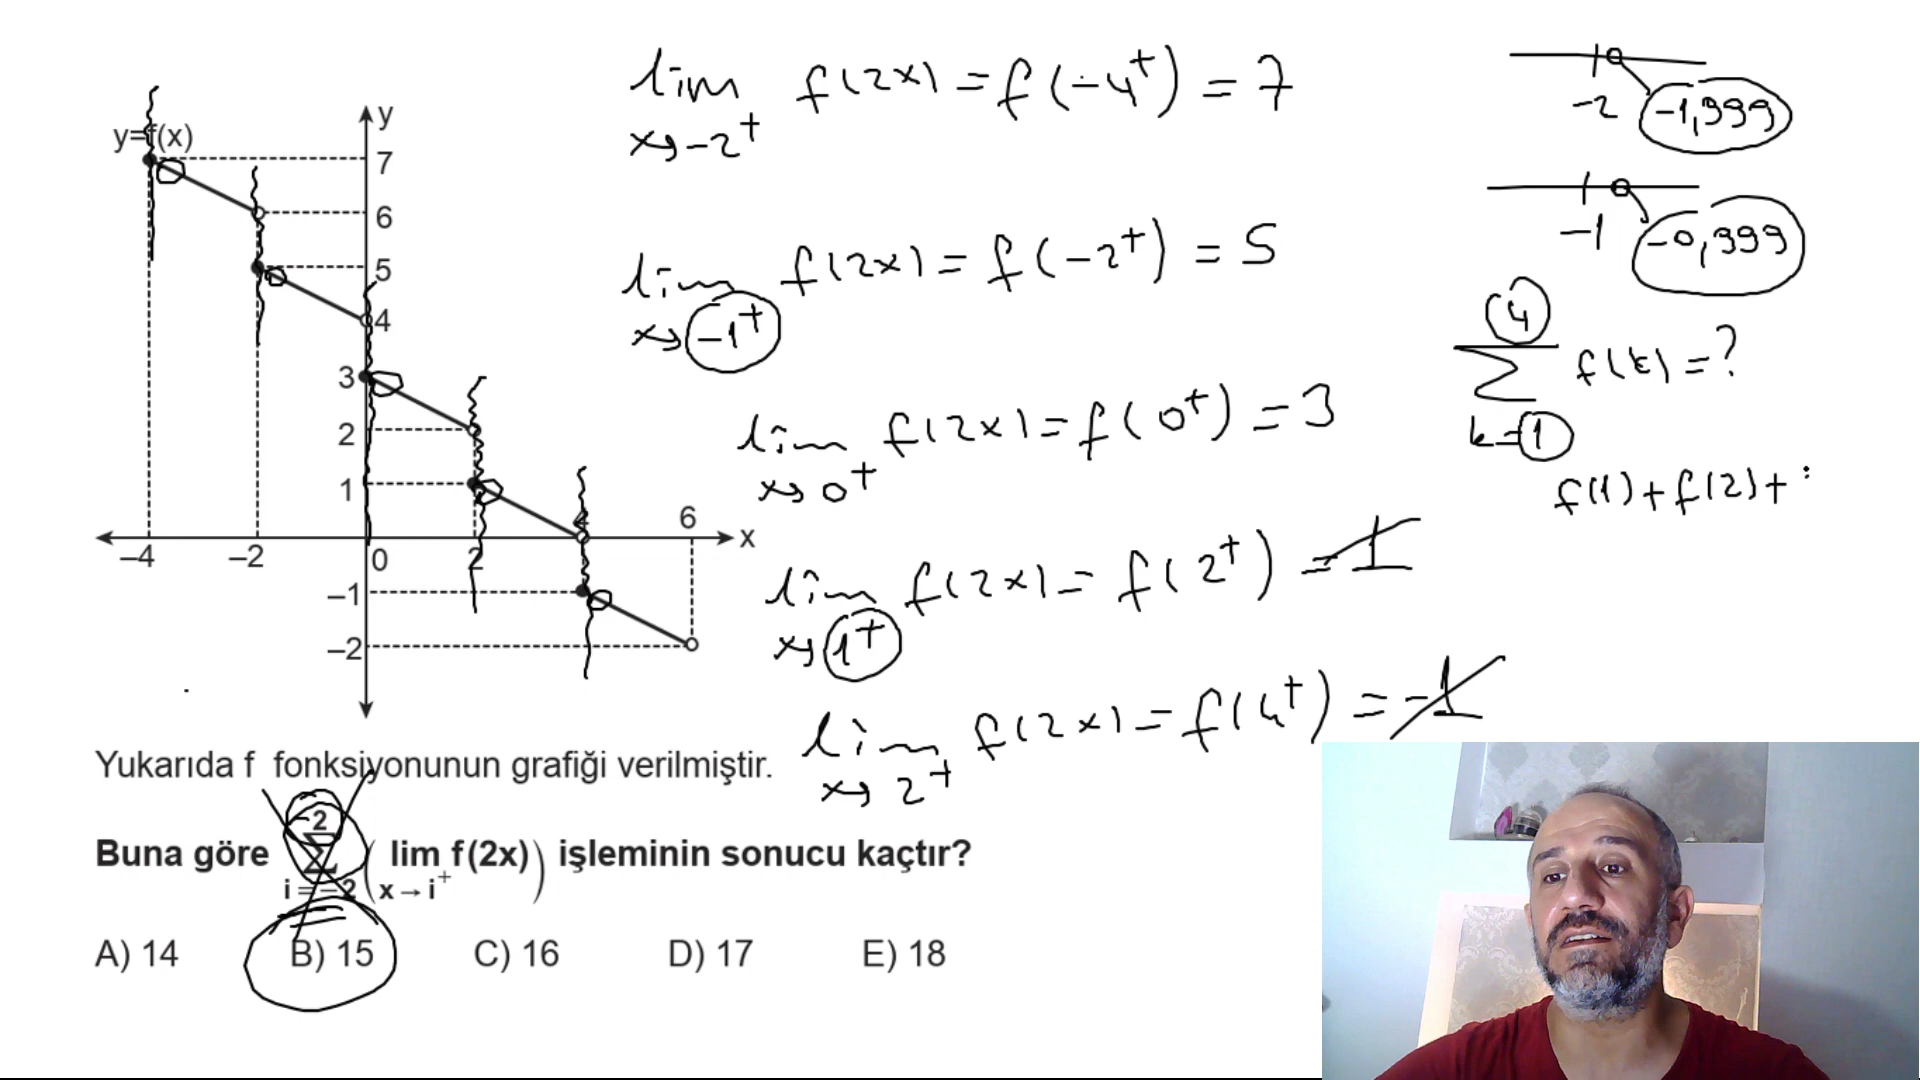 y=f(x)
y
7
6
5
4
3
2
1
4
6
x
–4
–2
0
2
–1
–2
lim f(2x) = f(-4⁺) = 7
x→-2⁺
lim f(2x) = f(-2⁺) = 5
x→-1⁺
lim f(2x) = f(0⁺) = 3
x→0⁺
lim f(2x) = f(2⁺) = 1
x→1⁺
lim f(2x) = f(4⁺) = -1
x→2⁺
-2 -1,999
-1 -0,999
4
Σ f(k) = ?
k=1
f(1)+f(2)+
Yukarıda f fonksiyonunun grafiği verilmiştir.
2
Buna göre Σ ( lim f(2x) ) işleminin sonucu kaçtır?
i = –2 x → i⁺
A) 14 B) 15 C) 16 D) 17 E) 18